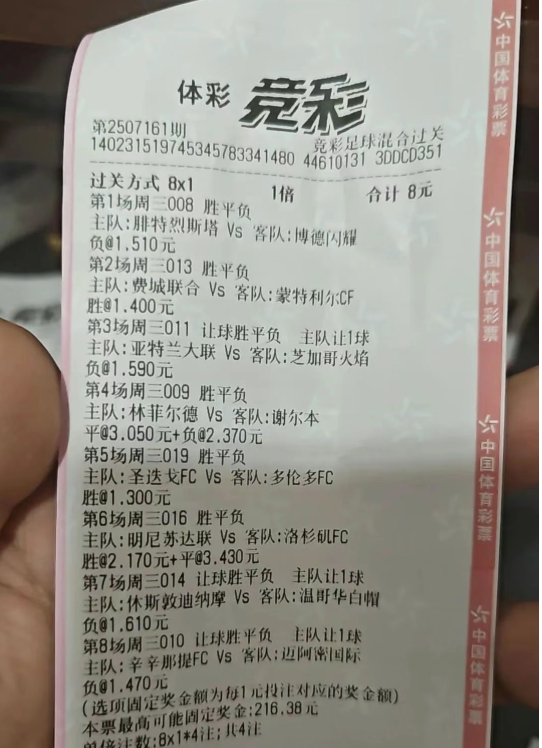 体彩 竞彩
第2507161期 竞彩足球混合过关
140231519745345783341480 44610131 3DDCD351
过关方式 8x1 1倍 合计 8元
第1场周三008 胜平负
主队:腓特烈斯塔 Vs 客队:博德闪耀
负@1.510元
第2场周三013 胜平负
主队:费城联合 Vs 客队:蒙特利尔CF
胜@1.400元
第3场周三011 让球胜平负 主队让1球
主队:亚特兰大联 Vs 客队:芝加哥火焰
负@1.590元
第4场周三009 胜平负
主队:林菲尔德 Vs 客队:谢尔本
平@3.050元+负@2.370元
第5场周三019 胜平负
主队:圣迭戈FC Vs 客队:多伦多FC
胜@1.300元
第6场周三016 胜平负
主队:明尼苏达联 Vs 客队:洛杉矶FC
胜@2.170元+平@3.430元
第7场周三014 让球胜平负 主队让1球
主队:休斯敦迪纳摩 Vs 客队:温哥华白帽
负@1.610元
第8场周三010 让球胜平负 主队让1球
主队:辛辛那提FC Vs 客队:迈阿密国际
负@1.470元
(选项固定奖金额为每1元投注对应的奖金额)
本票最高可能固定奖金:216.38元
单倍注数:8x1*4注;共4注
中国体育彩票
中国体育彩票
中国体育彩票
中国体育彩票